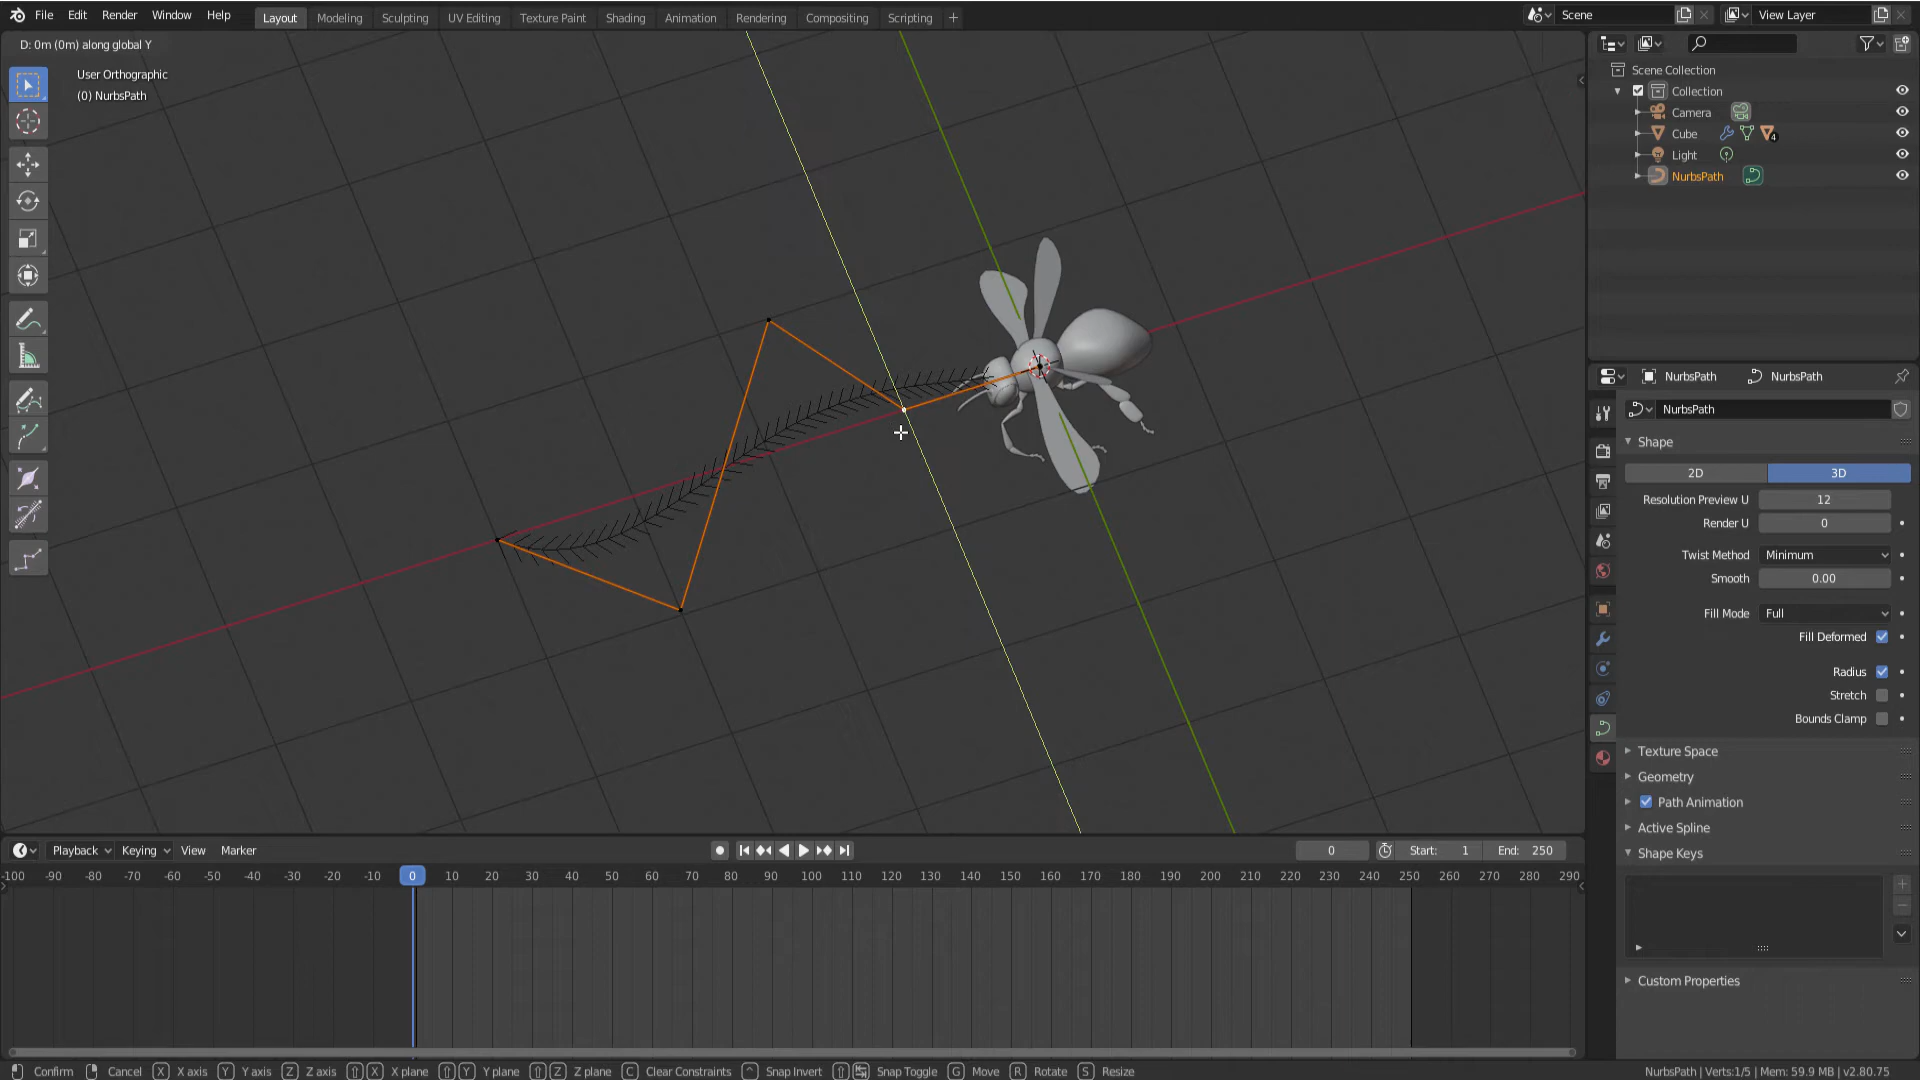 File Edit Render Window Help Layout Modeling Sculpting UV Editing Texture Paint Shading Animation Rendering Compositing Scripting + Scene View Layer
D: 0m (0m) along global Y
User Orthographic
(0) NurbsPath
Scene Collection
Collection
Camera
Cube 4
Light
NurbsPath
NurbsPath NurbsPath
NurbsPath
Shape
2D 3D
Resolution Preview U 12
Render U 0
Twist Method Minimum
Smooth 0.00
Fill Mode Full
Fill Deformed
Radius
Stretch
Bounds Clamp
Texture Space
Geometry
Path Animation
Active Spline
Shape Keys
Custom Properties
Playback Keying View Marker 0 Start: 1 End: 250
-100 -90 -80 -70 -60 -50 -40 -30 -20 -10 0 10 20 30 40 50 60 70 80 90 100 110 120 130 140 150 160 170 180 190 200 210 220 230 240 250 260 270 280 290
Confirm Cancel X X axis Y Y axis Z Z axis X X plane Y Y plane Z Z plane C Clear Constraints ^ Snap Invert Snap Toggle G Move R Rotate S Resize NurbsPath | Verts:1/5 | Mem: 59.9 MB | v2.80.75